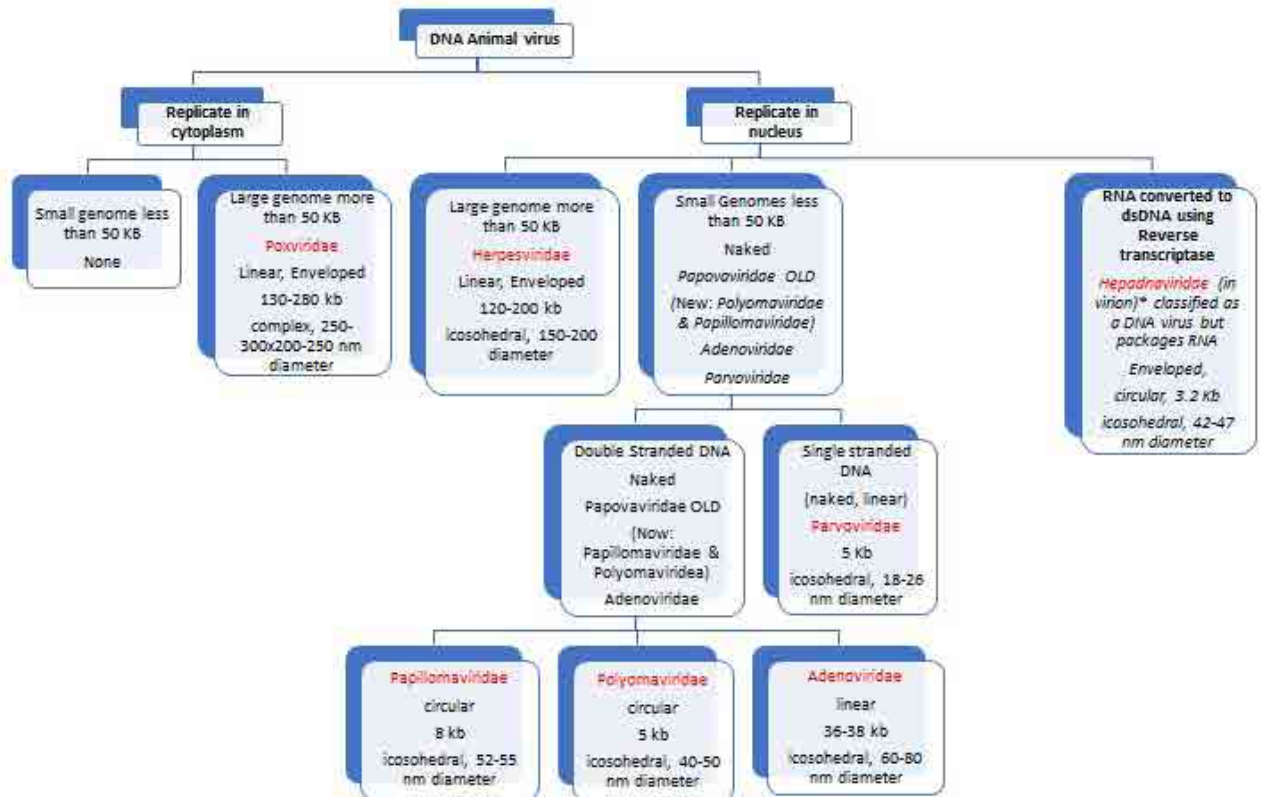 DNA Animal virus
Replicate in
cytoplasm
Replicate in
nucleus
Small genome less
than 50 KB
None
Large genome more
than 50 KB
Poxviridae
Linear, Enveloped
130-280 kb
complex, 250-
300x200-250 nm
diameter
Large genome more
than 50 KB
Herpesviridae
Linear, Enveloped
120-200 kb
icosohedral, 150-200
diameter
Small Genomes less
than 50 KB
Naked
Papovaviridae OLD
(New: Polyomaviridae
& Papillomaviridae)
Adenoviridae
Parvoviridae
RNA converted to
dsDNA using
Reverse
transcriptase
Hepadnaviridae (in
virion)* classified as
a DNA virus but
packages RNA
Enveloped,
circular, 3.2 Kb
icosohedral, 42-47
nm diameter
Double Stranded DNA
Naked
Papovaviridae OLD
(Now:
Papillomaviridae &
Polyomaviridea)
Adenoviridae
Single stranded
DNA
(naked, linear)
Parvoviridae
5 Kb
icosohedral, 18-26
nm diameter
Papillomaviridae
circular
8 kb
icosohedral, 52-55
nm diameter
Polyomaviridae
circular
5 kb
icosohedral, 40-50
nm diameter
Adenoviridae
linear
36-38 kb
icosohedral, 60-80
nm diameter